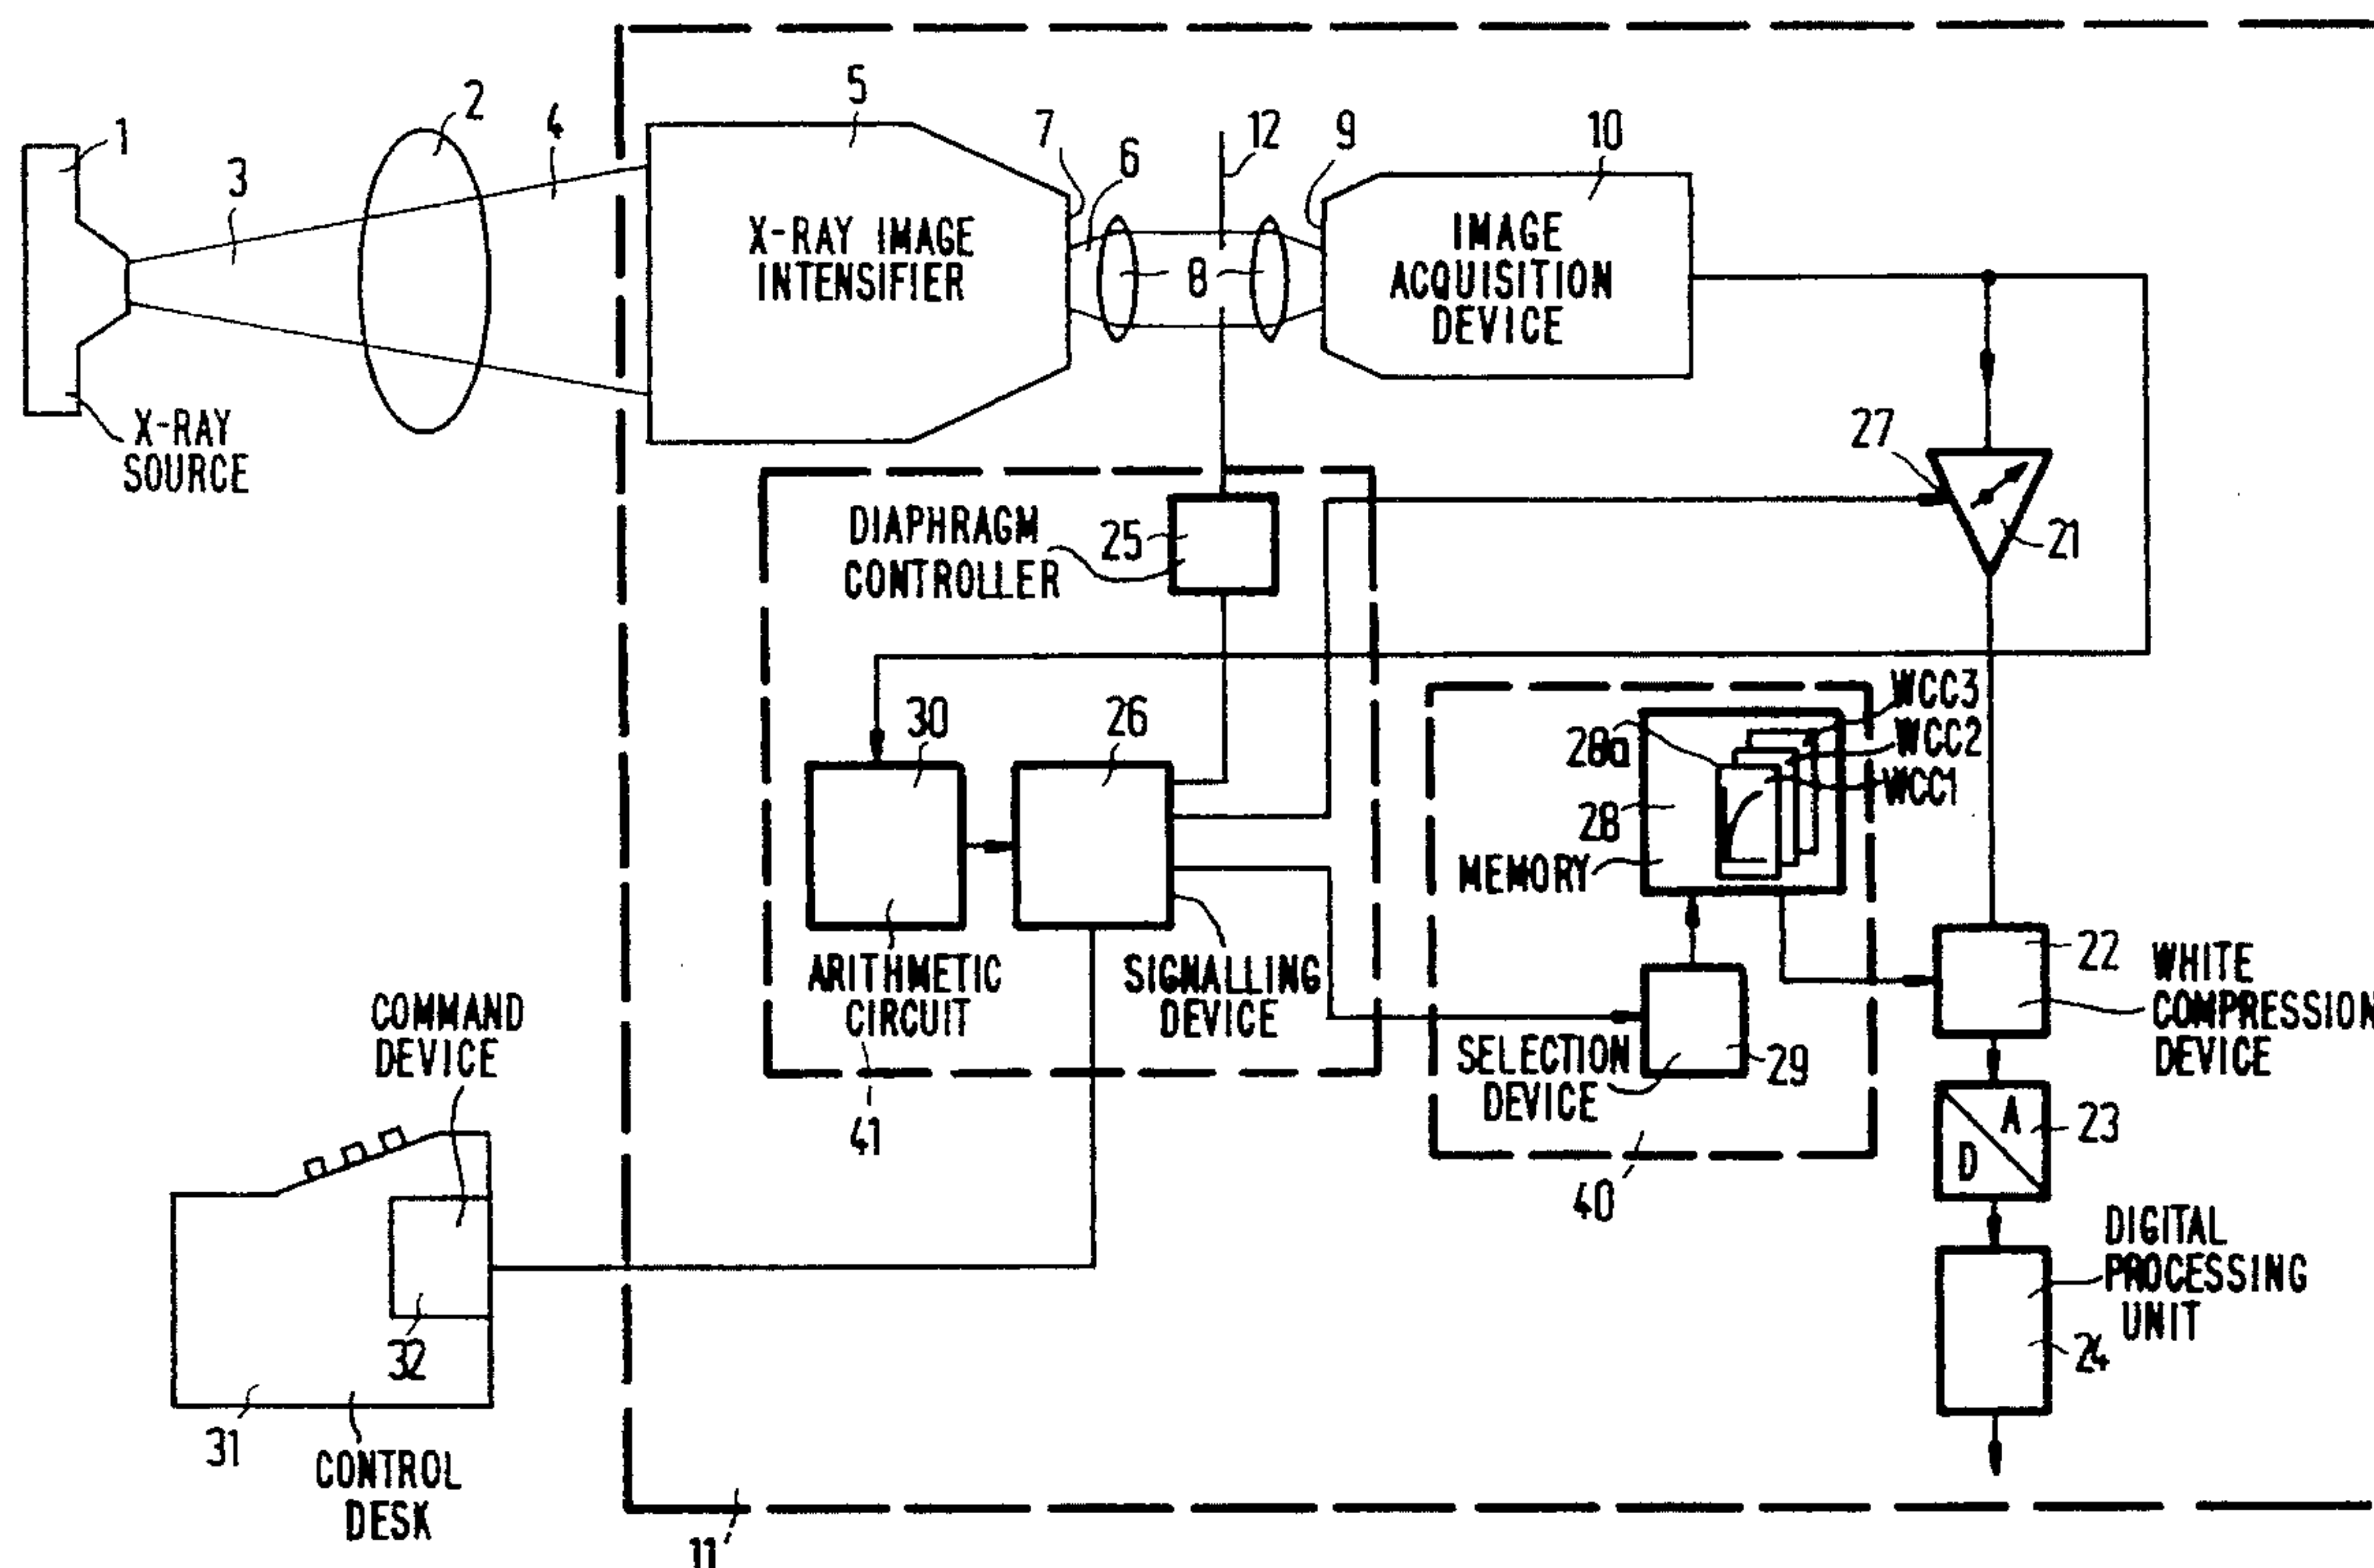 1
2
3
4
5
7
6
12
9
10
8
X-RAY IMAGE
INTENSIFIER
IMAGE
ACQUISITION
DEVICE
X-RAY
SOURCE
27
21
DIAPHRAGM
CONTROLLER
25
30
26
28a
28
MEMORY
WCC3
WCC2
WCC1
ARITHMETIC
CIRCUIT
SIGNALLING
DEVICE
41
SELECTION
DEVICE
29
40
22
WHITE
COMPRESSION
DEVICE
A
D
23
DIGITAL
PROCESSING
UNIT
24
COMMAND
DEVICE
32
31
CONTROL
DESK
11